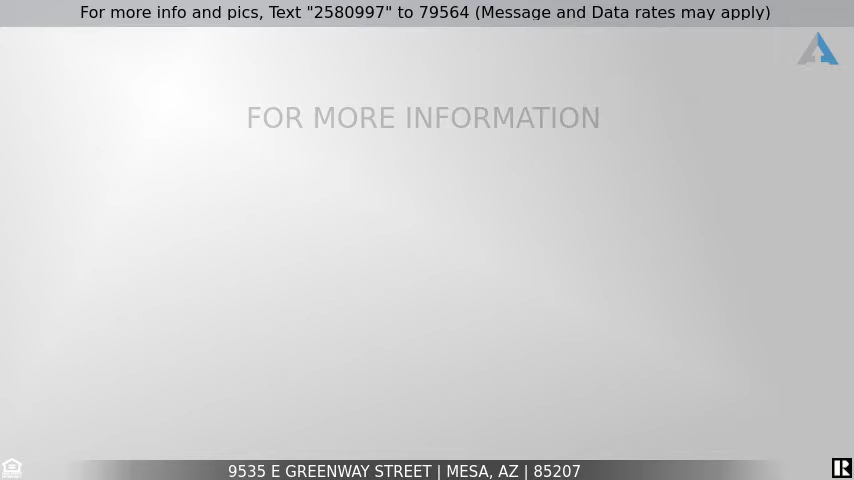 For more info and pics, Text "2580997" to 79564 (Message and Data rates may apply)
FOR MORE INFORMATION
9535 E GREENWAY STREET | MESA, AZ | 85207